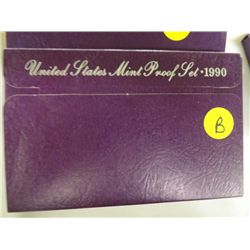 United States Mint Proof Set • 1990
B